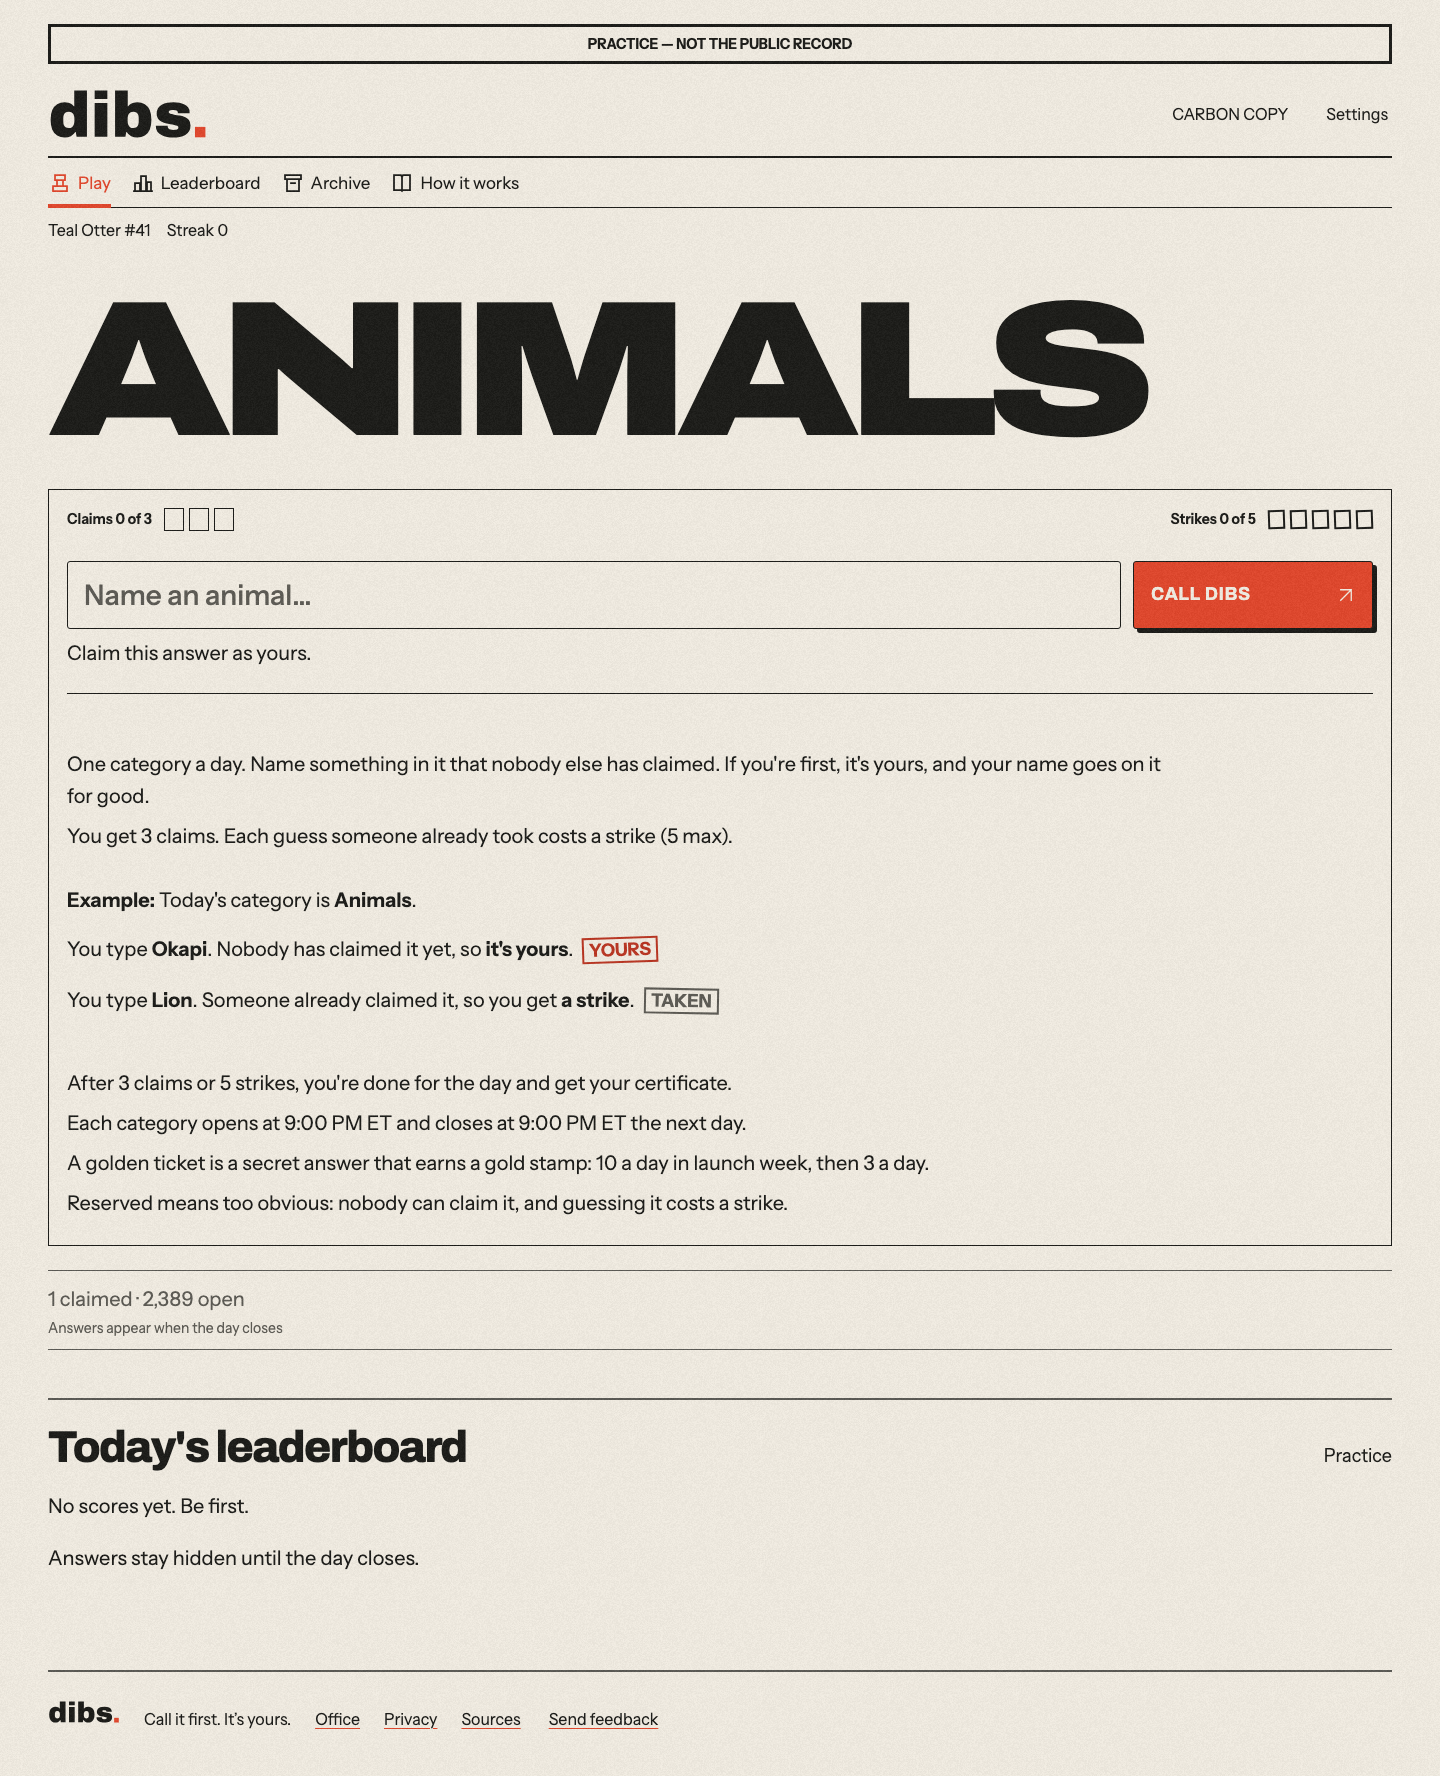 PRACTICE — NOT THE PUBLIC RECORD
dibs.
CARBON COPY Settings
Play Leaderboard Archive How it works
Teal Otter #41 Streak 0
ANIMALS
Claims 0 of 3
Strikes 0 of 5
Name an animal...
CALL DIBS
Claim this answer as yours.
One category a day. Name something in it that nobody else has claimed. If you're first, it's yours, and your name goes on it
for good.
You get 3 claims. Each guess someone already took costs a strike (5 max).
Example: Today's category is Animals.
You type Okapi. Nobody has claimed it yet, so it's yours. YOURS
You type Lion. Someone already claimed it, so you get a strike. TAKEN
After 3 claims or 5 strikes, you're done for the day and get your certificate.
Each category opens at 9:00 PM ET and closes at 9:00 PM ET the next day.
A golden ticket is a secret answer that earns a gold stamp: 10 a day in launch week, then 3 a day.
Reserved means too obvious: nobody can claim it, and guessing it costs a strike.
1 claimed · 2,389 open
Answers appear when the day closes
Today's leaderboard
Practice
No scores yet. Be first.
Answers stay hidden until the day closes.
dibs. Call it first. It's yours. Office Privacy Sources Send feedback